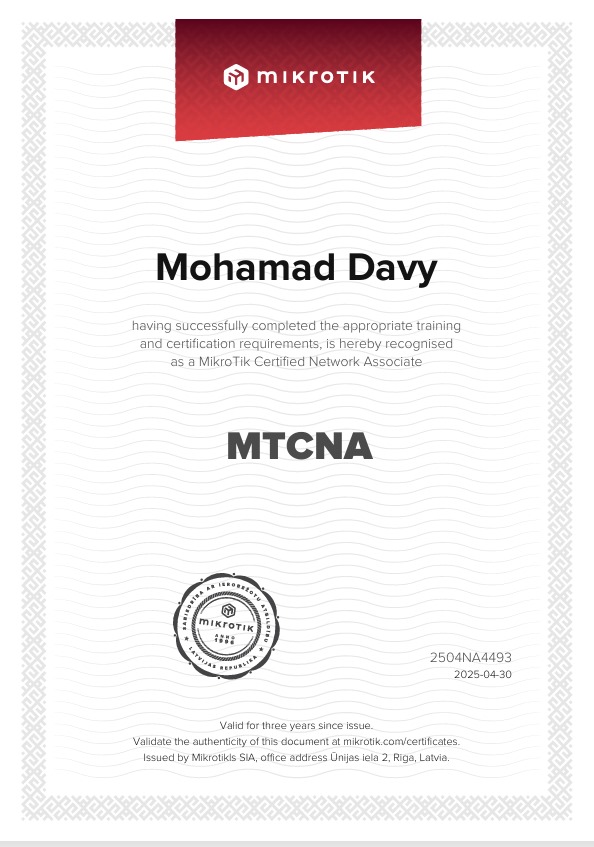 mikrotik
Mohamad Davy
having successfully completed the appropriate training
and certification requirements, is hereby recognised
as a MikroTik Certified Network Associate
MTCNA
SABIEDRĪBA AR IEROBEŽOTU ATBILDĪBU
mikrotik
ANNO
1996
★ LATVIJAS REPUBLIKA ★
2504NA4493
2025-04-30
Valid for three years since issue.
Validate the authenticity of this document at mikrotik.com/certificates.
Issued by Mikrotikls SIA, office address Ūnijas iela 2, Riga, Latvia.